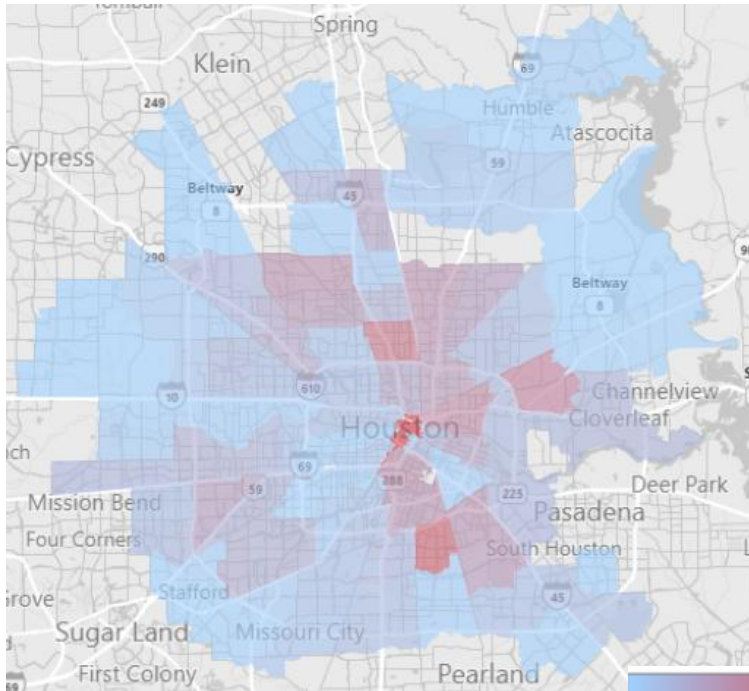 Spring
Klein
69
249
Humble
Atascocita
Cypress
59
Beltway
8
45
290
Beltway
8
610
10
Channelview
Cloverleaf
Houston
69
59
288
225
Deer Park
Mission Bend
Pasadena
Four Corners
South Houston
Stafford
45
Sugar Land
Missouri City
First Colony
Pearland